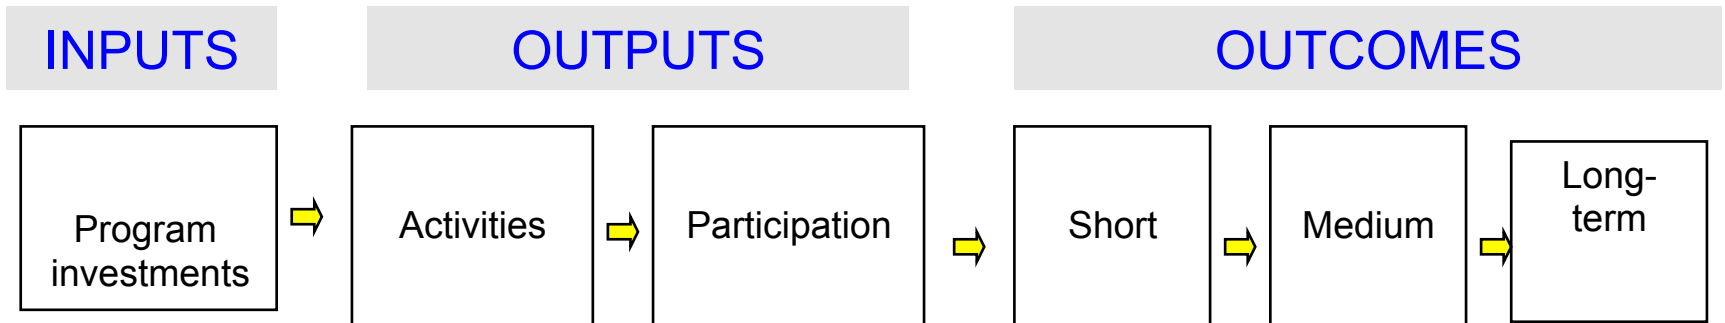 INPUTS
OUTPUTS
OUTCOMES
Program
investments
Activities
Participation
Short
Medium
Long-
term